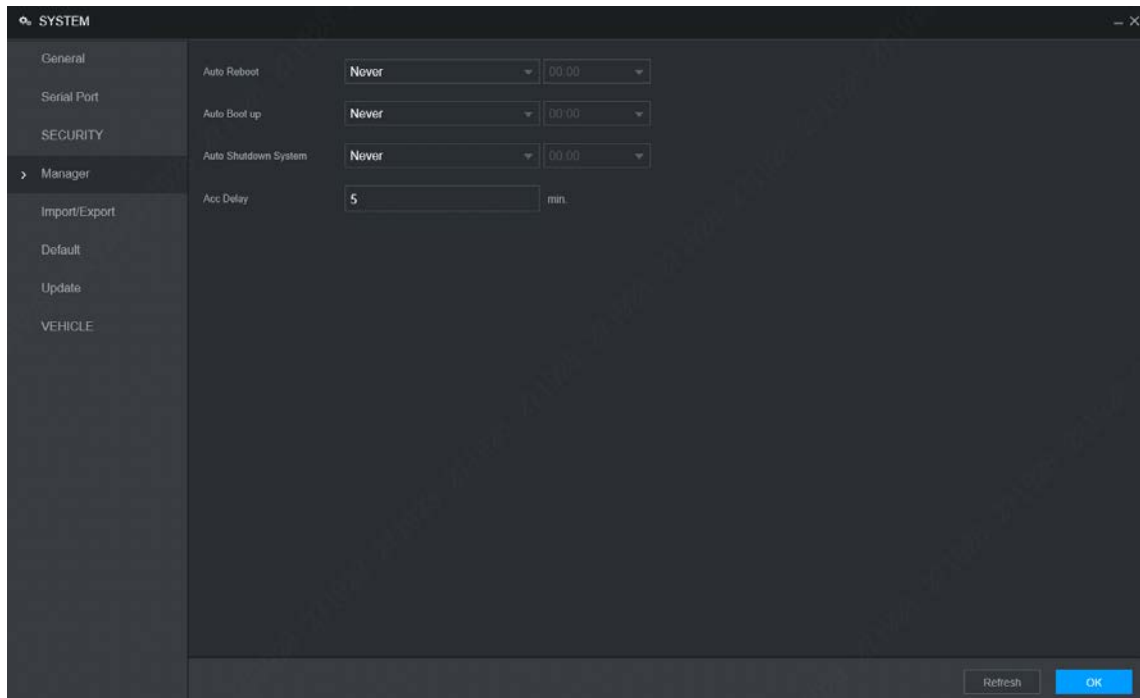 SYSTEM
General
Serial Port
SECURITY
Manager
Import/Export
Default
Update
VEHICLE
Auto Reboot Never 00:00
Auto Boot up Never 00:00
Auto Shutdown System Never 00:00
Acc Delay 5 min.
Refresh OK